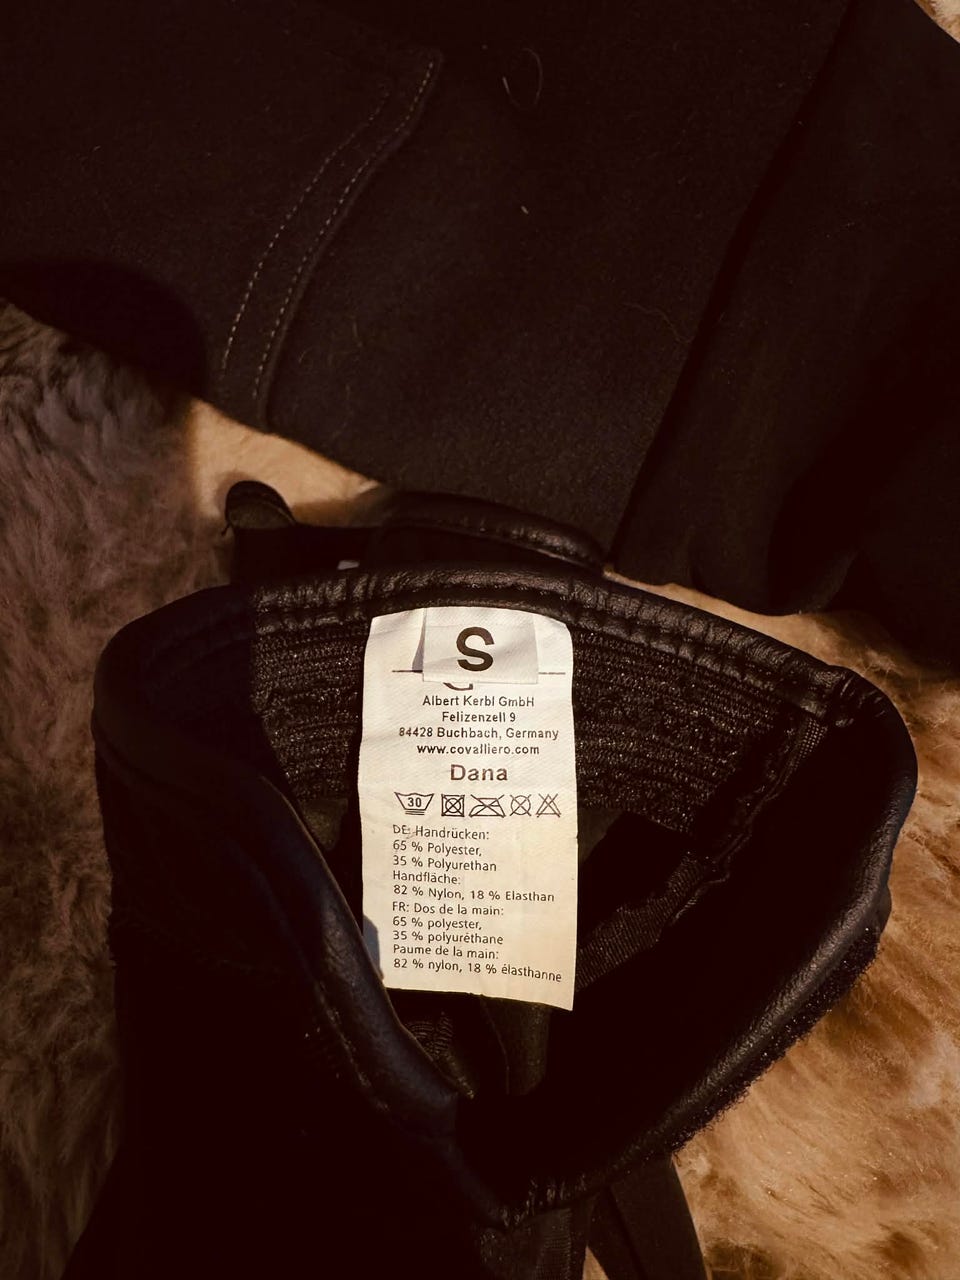 S
Albert Kerbl GmbH
Felizenzell 9
84428 Buchbach, Germany
www.covalliero.com
Dana
30
DE: Handrücken:
65 % Polyester,
35 % Polyurethan
Handfläche:
82 % Nylon, 18 % Elasthan
FR: Dos de la main:
65 % polyester,
35 % polyuréthane
Paume de la main:
82 % nylon, 18 % élasthanne